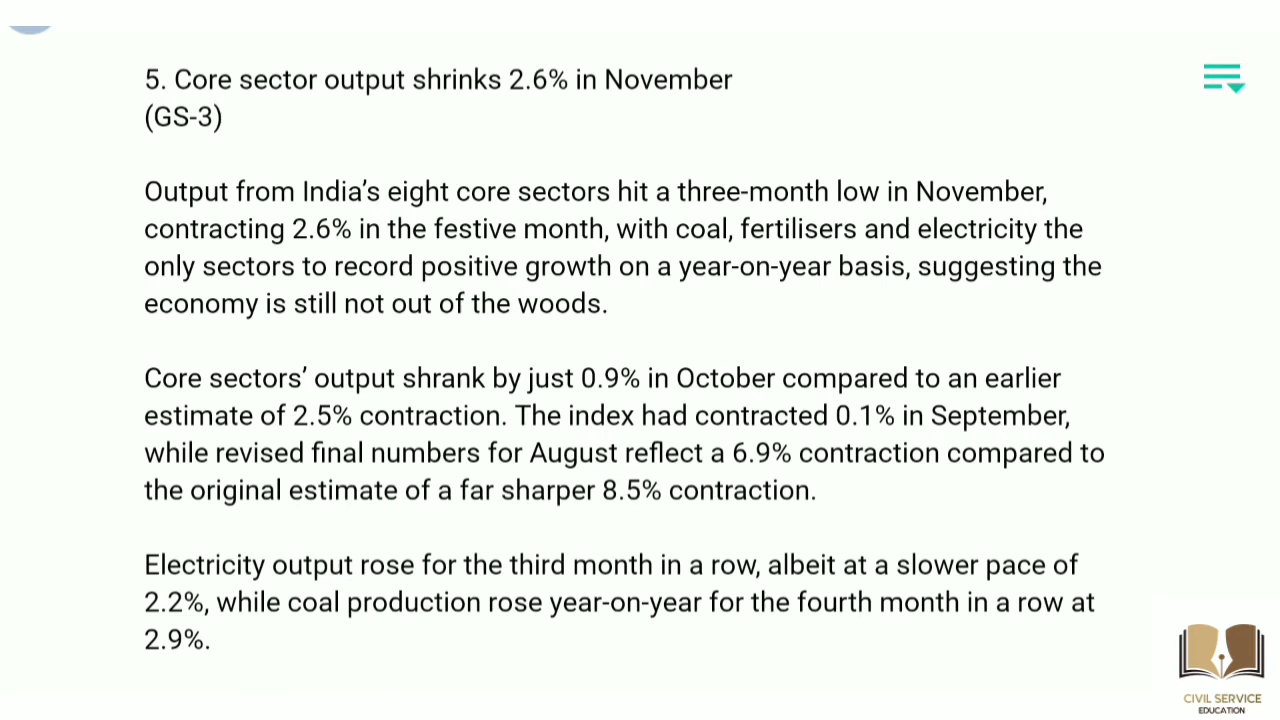 5. Core sector output shrinks 2.6% in November
(GS-3)
Output from India’s eight core sectors hit a three-month low in November,
contracting 2.6% in the festive month, with coal, fertilisers and electricity the
only sectors to record positive growth on a year-on-year basis, suggesting the
economy is still not out of the woods.
Core sectors’ output shrank by just 0.9% in October compared to an earlier
estimate of 2.5% contraction. The index had contracted 0.1% in September,
while revised final numbers for August reflect a 6.9% contraction compared to
the original estimate of a far sharper 8.5% contraction.
Electricity output rose for the third month in a row, albeit at a slower pace of
2.2%, while coal production rose year-on-year for the fourth month in a row at
2.9%.
CIVIL SERVICE
EDUCATION